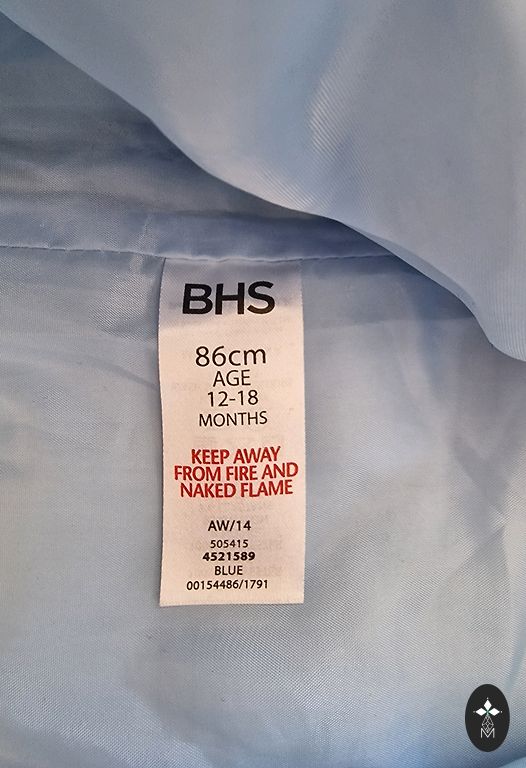 BHS
86cm
AGE
12-18
MONTHS
KEEP AWAY
FROM FIRE AND
NAKED FLAME
AW/14
505415
4521589
BLUE
00154486/1791
M